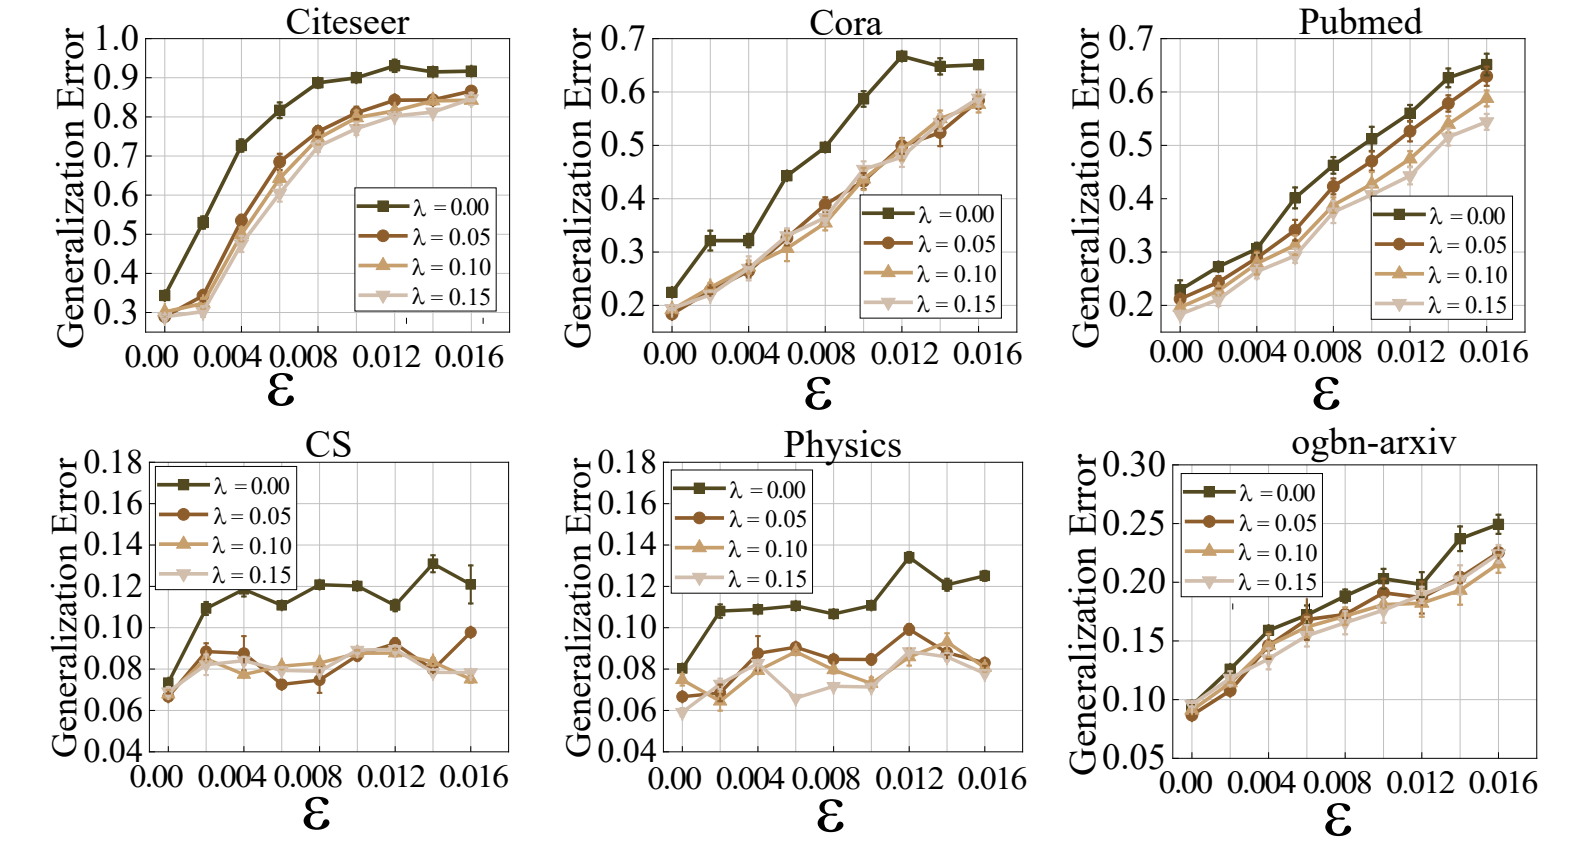 Citeseer
Generalization Error
1.0
0.9
0.8
0.7
0.6
0.5
0.4
0.3
λ = 0.00
λ = 0.05
λ = 0.10
λ = 0.15
0.00 0.004 0.008 0.012 0.016
ε
Cora
Generalization Error
0.7
0.6
0.5
0.4
0.3
0.2
λ = 0.00
λ = 0.05
λ = 0.10
λ = 0.15
0.00 0.004 0.008 0.012 0.016
ε
Pubmed
Generalization Error
0.7
0.6
0.5
0.4
0.3
0.2
λ = 0.00
λ = 0.05
λ = 0.10
λ = 0.15
0.00 0.004 0.008 0.012 0.016
ε
CS
Generalization Error
0.18
0.16
0.14
0.12
0.10
0.08
0.06
0.04
λ = 0.00
λ = 0.05
λ = 0.10
λ = 0.15
0.00 0.004 0.008 0.012 0.016
ε
Physics
Generalization Error
0.18
0.16
0.14
0.12
0.10
0.08
0.06
0.04
λ = 0.00
λ = 0.05
λ = 0.10
λ = 0.15
0.00 0.004 0.008 0.012 0.016
ε
ogbn-arxiv
Generalization Error
0.30
0.25
0.20
0.15
0.10
0.05
λ = 0.00
λ = 0.05
λ = 0.10
λ = 0.15
0.00 0.004 0.008 0.012 0.016
ε